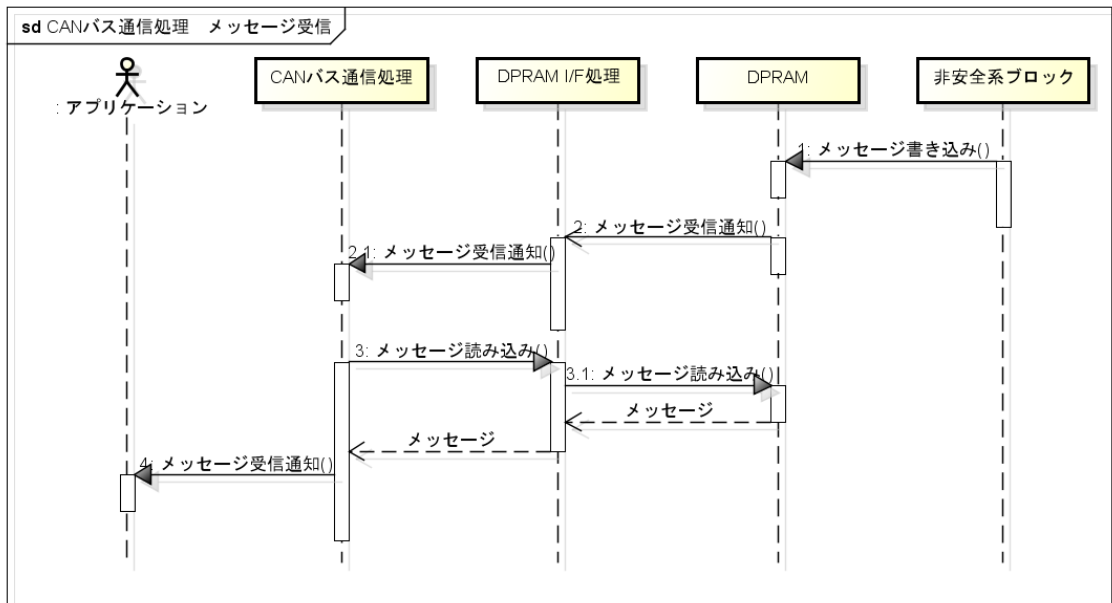 sd CANバス通信処理　メッセージ受信
: アプリケーション
CANバス通信処理
DPRAM I/F処理
DPRAM
非安全系ブロック
1: メッセージ書き込み()
2: メッセージ受信通知()
2.1: メッセージ受信通知()
3: メッセージ読み込み()
3.1: メッセージ読み込み()
メッセージ
メッセージ
4: メッセージ受信通知()